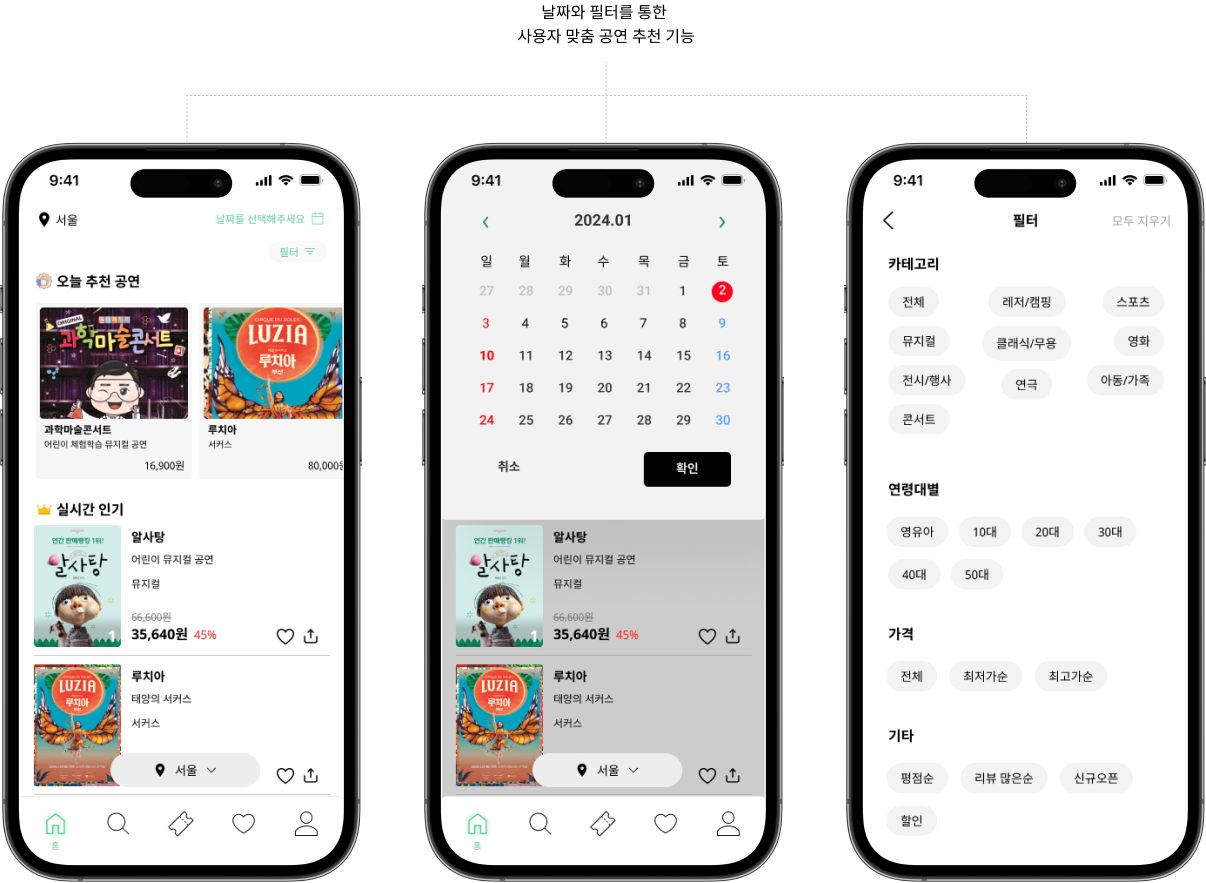 날짜와 필터를 통한
사용자 맞춤 공연 추천 기능
9:41
서울
날짜를 선택해주세요
필터
오늘 추천 공연
ORIGINAL
과학마술콘서트
CIRQUE DU SOLEIL
LUZIA
루치아
부산
과학마술콘서트
어린이 체험학습 뮤지컬 공연
16,900원
루치아
서커스
80,000원
실시간 인기
연간 판매랭킹 1위!
알사탕
1
알사탕
어린이 뮤지컬 공연
뮤지컬
66,600원
35,640원 45%
LUZIA
루치아
루치아
태양의 서커스
서커스
서울
홈
9:41
2024.01
일 월 화 수 목 금 토
27 28 29 30 31 1 2
3 4 5 6 7 8 9
10 11 12 13 14 15 16
17 18 19 20 21 22 23
24 25 26 27 28 29 30
취소
확인
연간 판매랭킹 1위!
알사탕
1
알사탕
어린이 뮤지컬 공연
뮤지컬
66,600원
35,640원 45%
LUZIA
루치아
루치아
태양의 서커스
서커스
서울
홈
9:41
필터
모두 지우기
카테고리
전체 레저/캠핑 스포츠
뮤지컬 클래식/무용 영화
전시/행사 연극 아동/가족
콘서트
연령대별
영유아 10대 20대 30대
40대 50대
가격
전체 최저가순 최고가순
기타
평점순 리뷰 많은순 신규오픈
할인